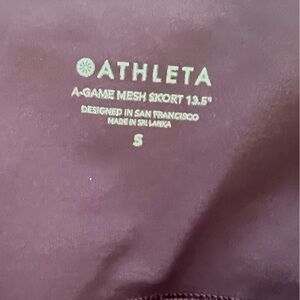 ATHLETA
A-GAME MESH SKORT 13.5"
DESIGNED IN SAN FRANCISCO
MADE IN SRI LANKA
S